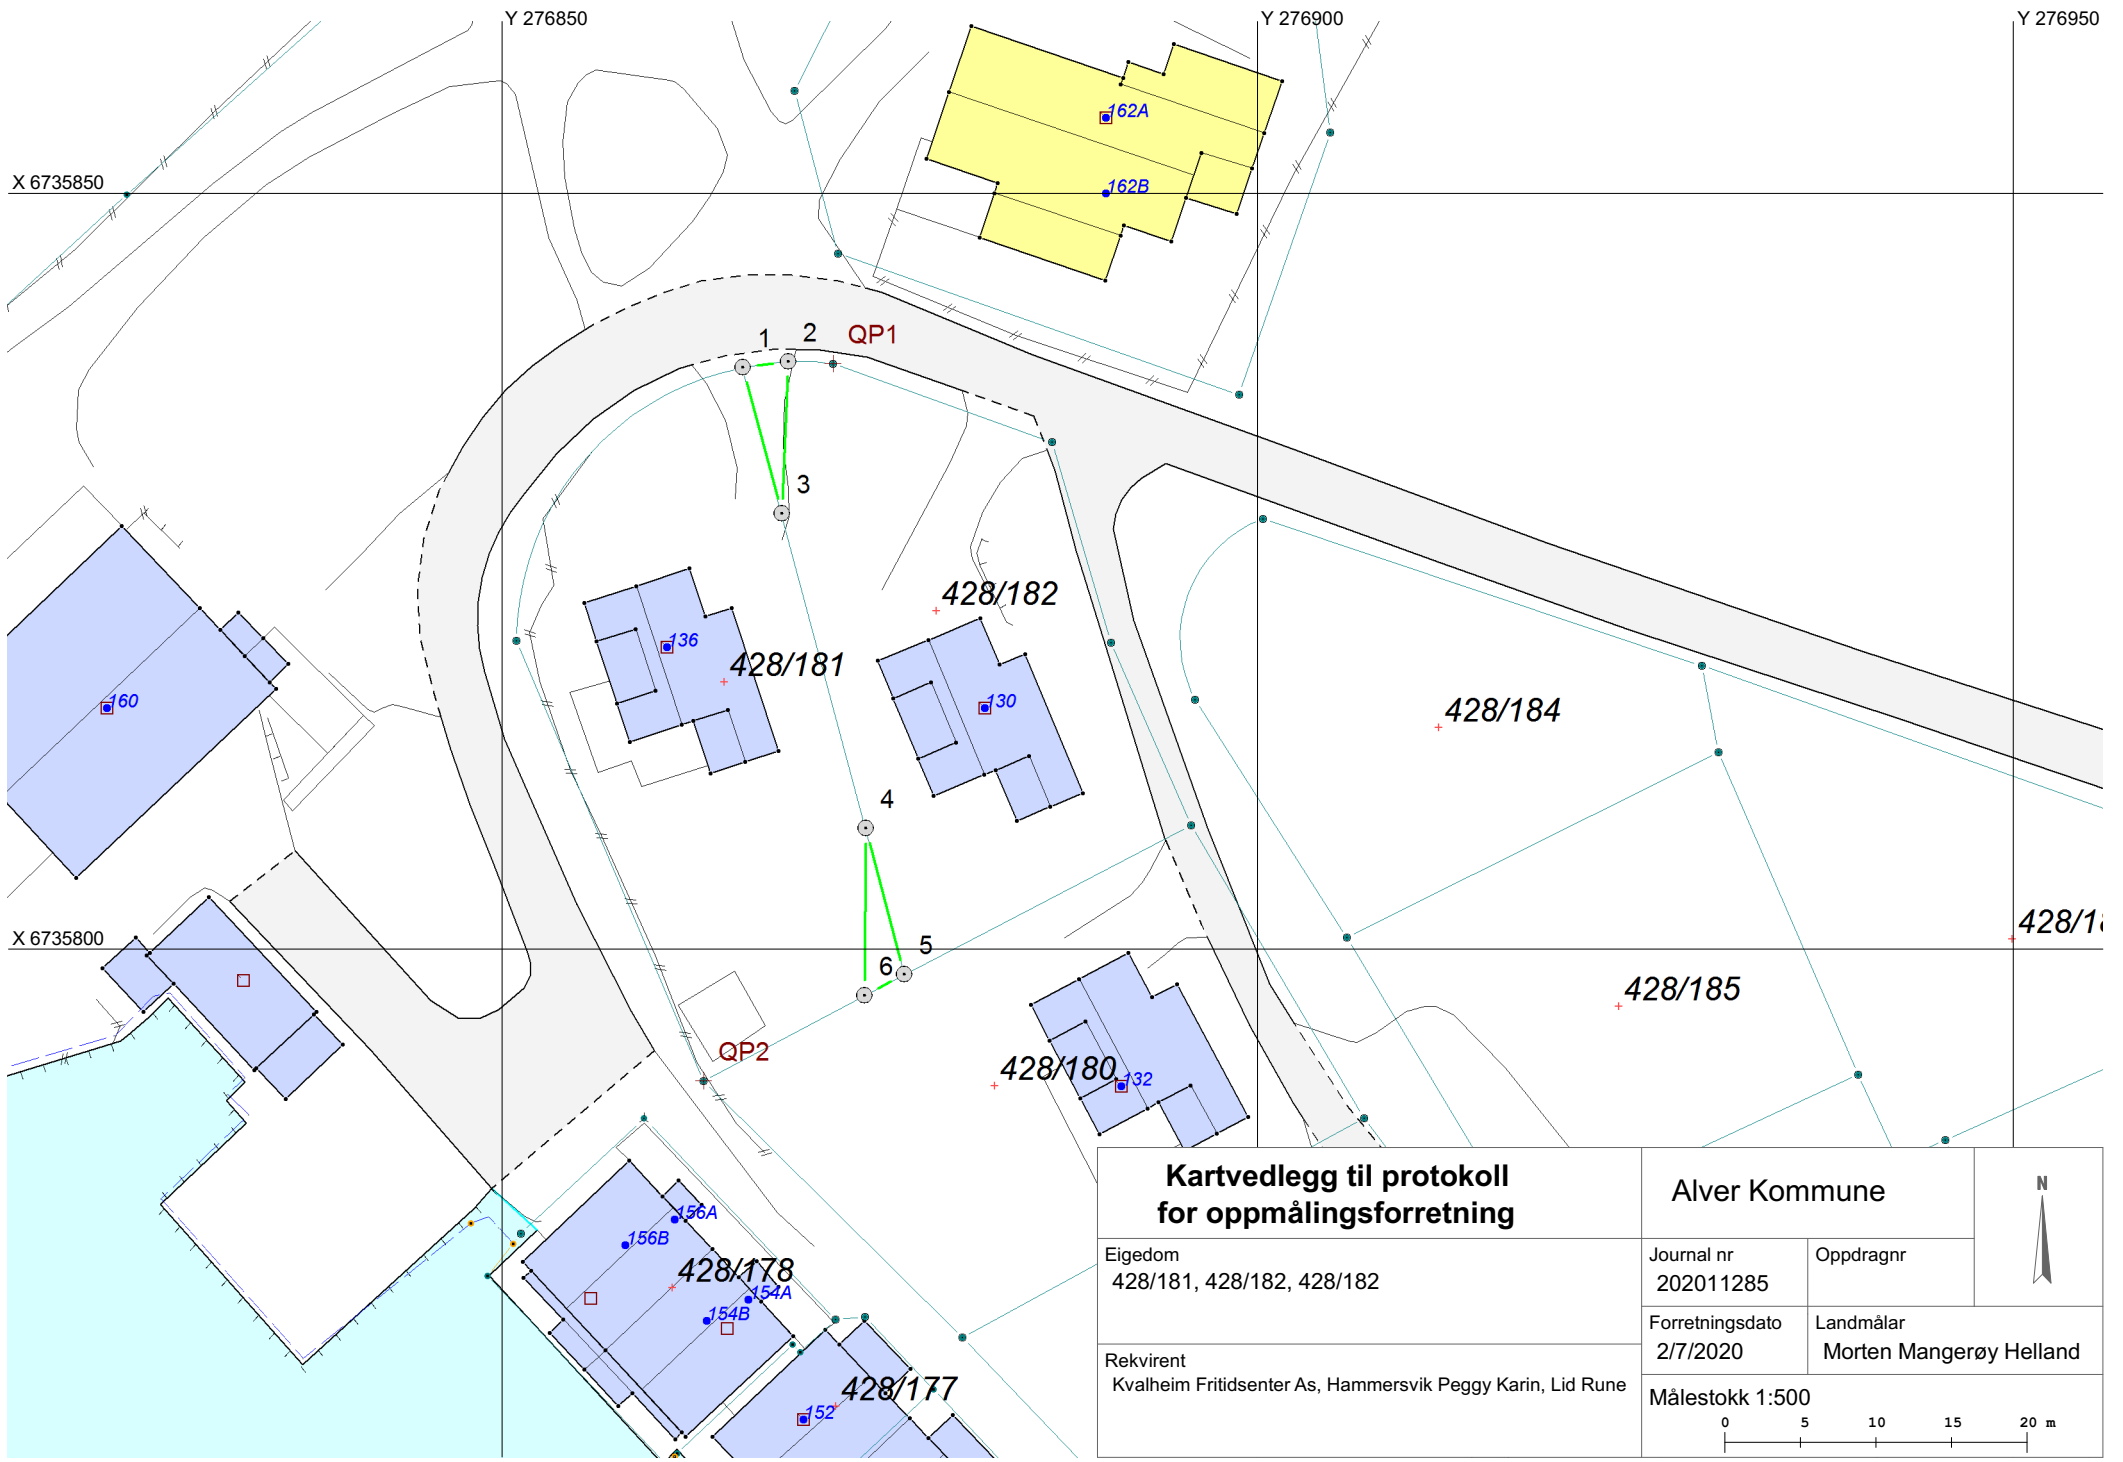 Y 276850
Y 276900
Y 276950
162A
X 6735850
162B
1
2
QP1
3
428/182
136
428/181
130
160
428/184
4
X 6735800
5
6
428/185
QP2
428/180
132
156A
156B
428/178
154A
154B
428/177
152
Kartvedlegg til protokoll
for oppmålingsforretning
Alver Kommune
N
Eigedom
428/181, 428/182, 428/182
Journal nr
202011285
Oppdragnr
Forretningsdato
2/7/2020
Landmålar
Morten Mangerøy Helland
Rekvirent
Kvalheim Fritidsenter As, Hammersvik Peggy Karin, Lid Rune
Målestokk 1:500
0 5 10 15 20 m